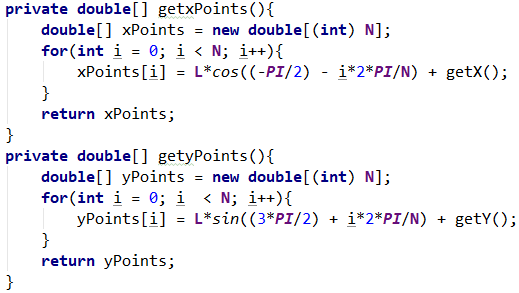 private double[] getxPoints(){
    double[] xPoints = new double[(int) N];
    for(int i = 0; i < N; i++){
        xPoints[i] = L*cos((-PI/2) - i*2*PI/N) + getX();
    }
    return xPoints;
}
private double[] getyPoints(){
    double[] yPoints = new double[(int) N];
    for(int i = 0; i  < N; i++){
        yPoints[i] = L*sin((3*PI/2) + i*2*PI/N) + getY();
    }
    return yPoints;
}